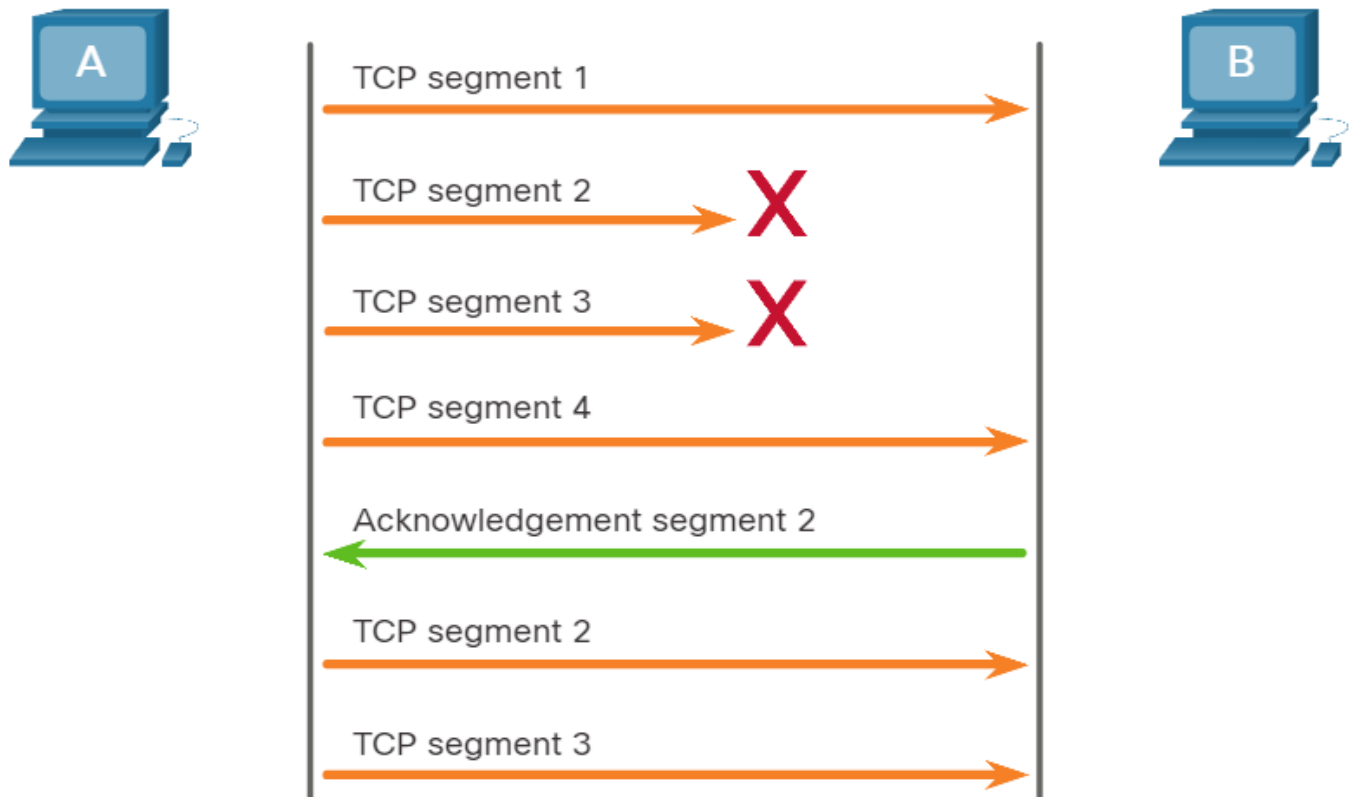 A
B
TCP segment 1
TCP segment 2
TCP segment 3
TCP segment 4
Acknowledgement segment 2
TCP segment 2
TCP segment 3